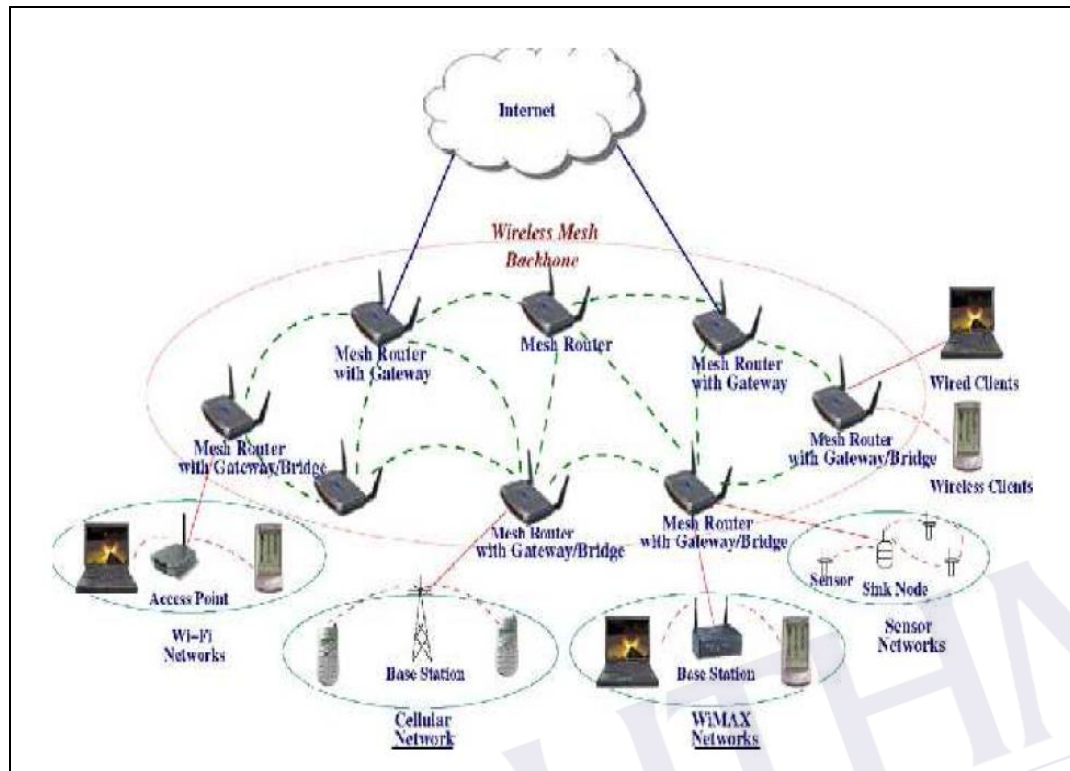 Internet
Wireless Mesh
Backbone
Mesh Router
with Gateway
Mesh Router
Mesh Router
with Gateway
Wired Clients
Mesh Router
with Gateway/Bridge
Mesh Router
with Gateway/Bridge
Wireless Clients
Mesh Router
with Gateway/Bridge
Mesh Router
with Gateway/Bridge
Access Point
Wi-Fi
Networks
Sensor
Sink Node
Sensor
Networks
Base Station
Cellular
Network
Base Station
WiMAX
Networks